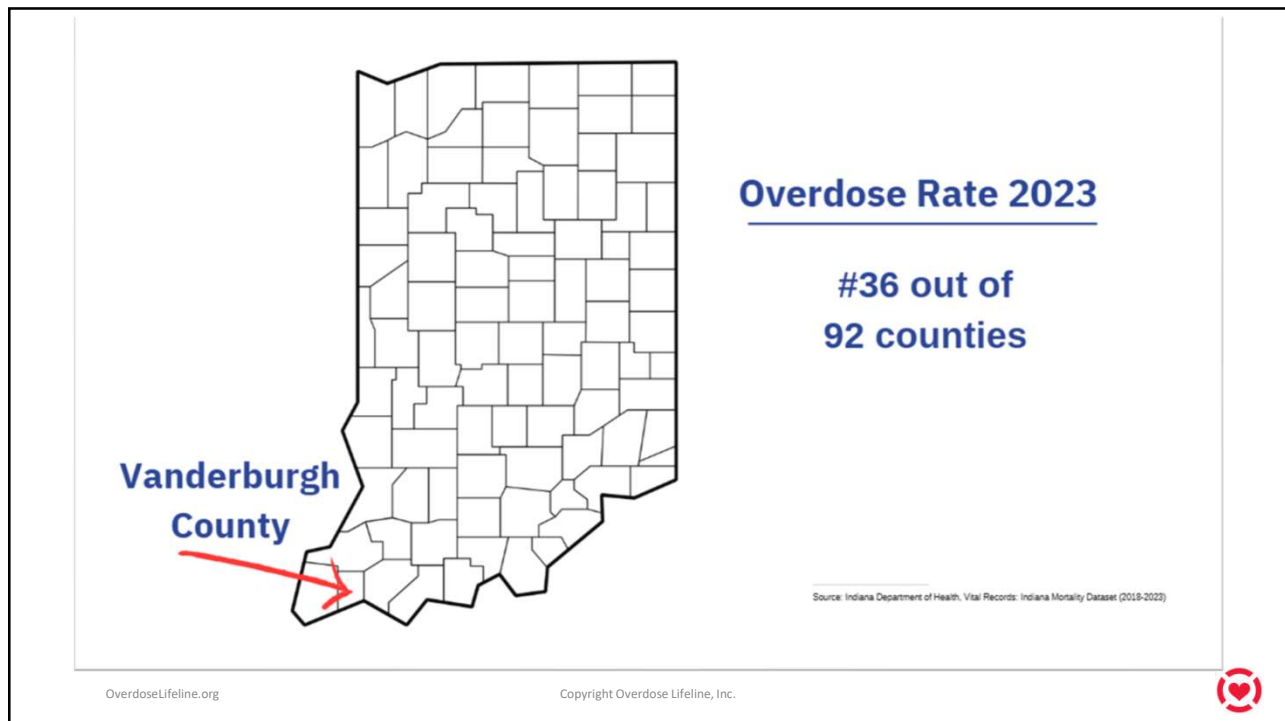 Overdose Rate 2023
#36 out of
92 counties
Vanderburgh
County
Source: Indiana Department of Health, Vital Records: Indiana Mortality Dataset (2018-2023)
OverdoseLifeline.org
Copyright Overdose Lifeline, Inc.